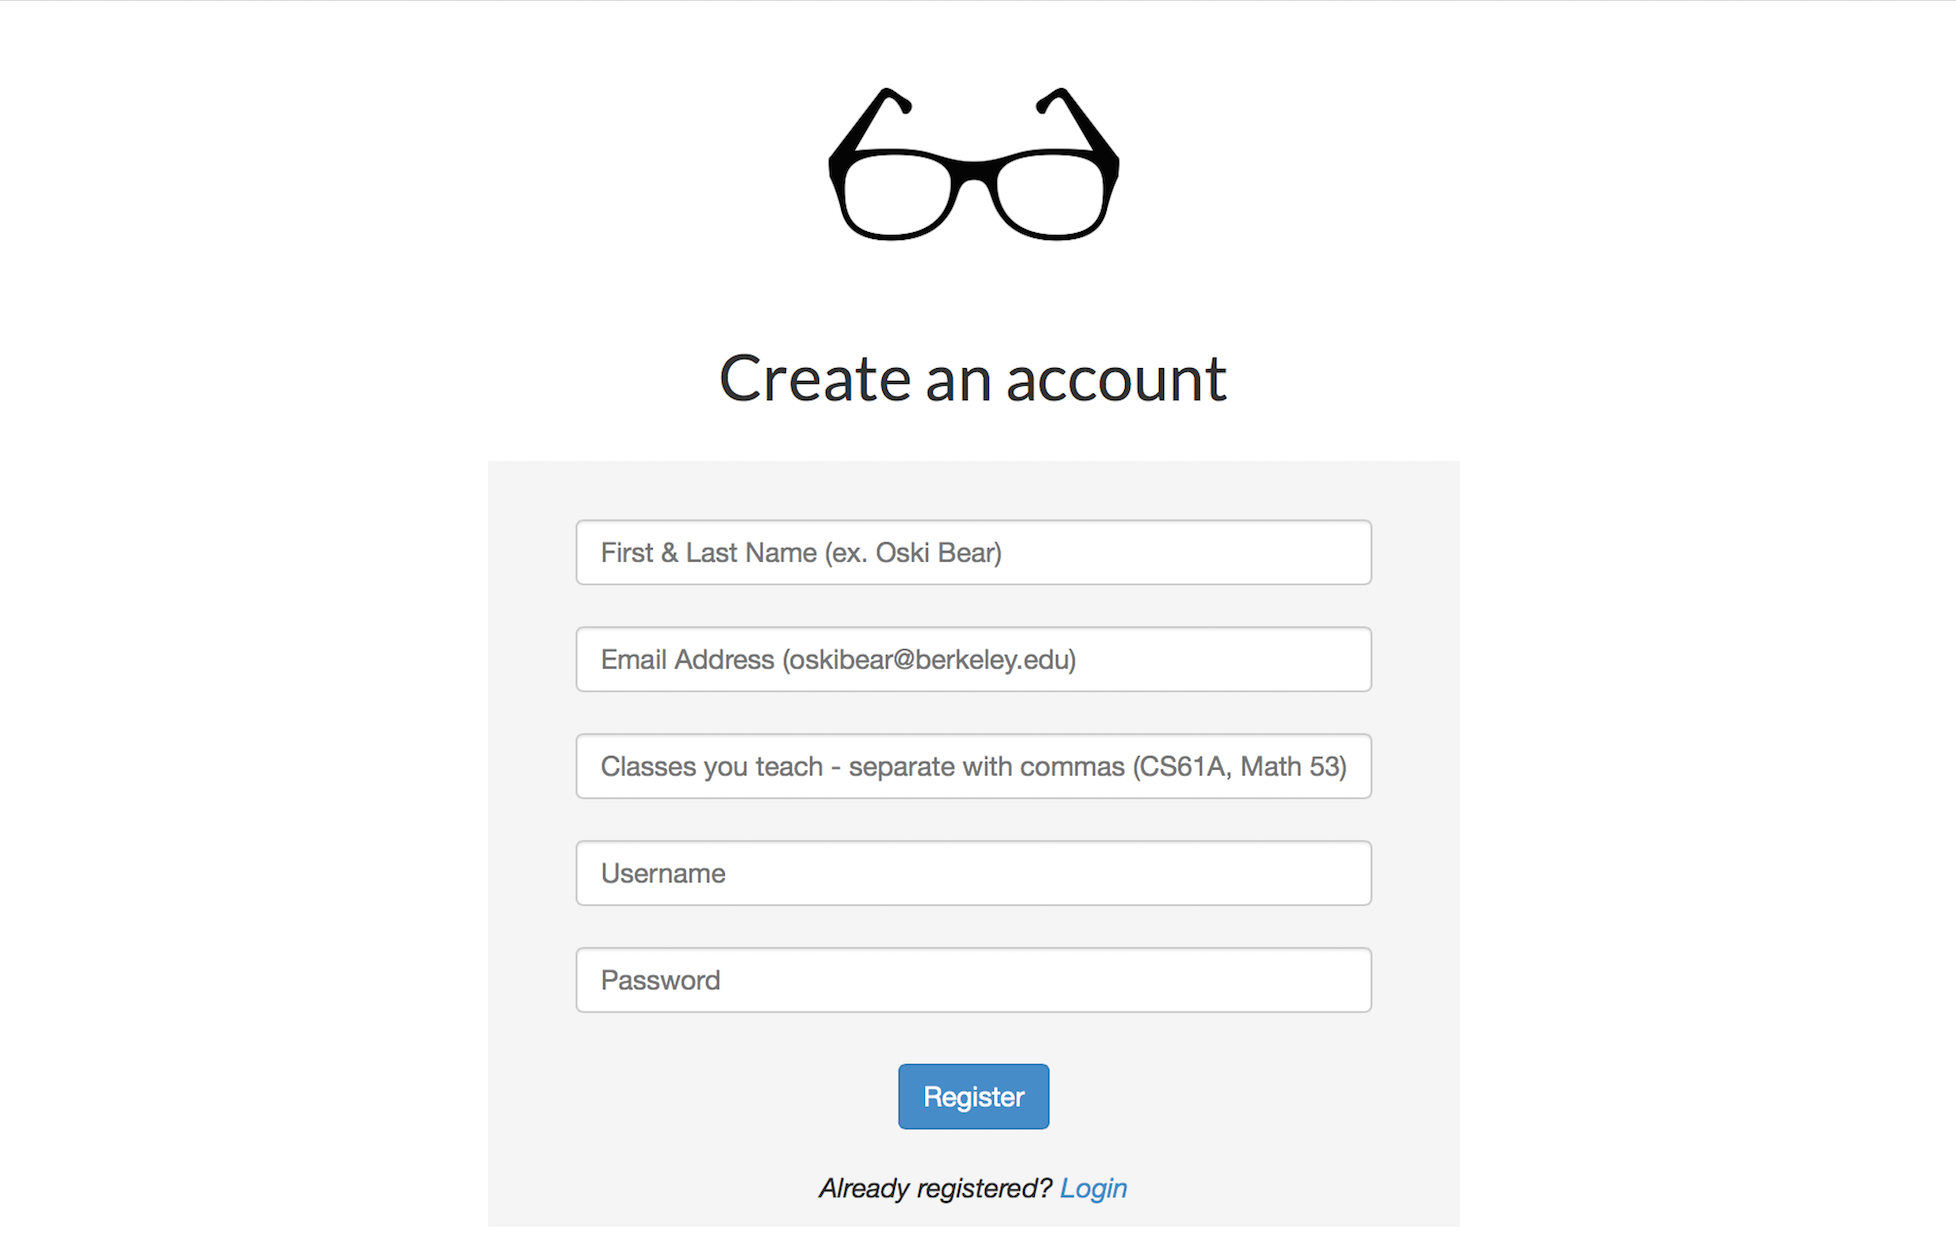 Create an account
First & Last Name (ex. Oski Bear)
Email Address (oskibear@berkeley.edu)
Classes you teach - separate with commas (CS61A, Math 53)
Username
Password
Register
Already registered? Login